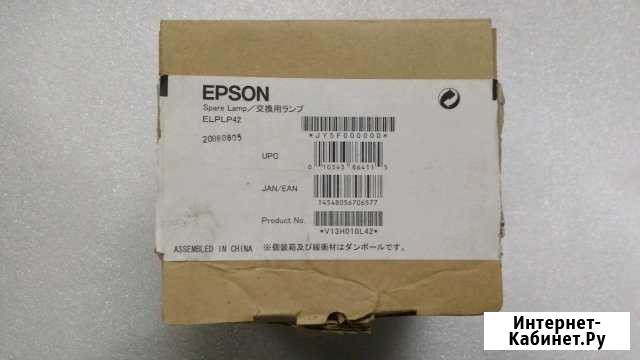 EPSON
Spare Lamp／交換用ランプ
ELPLP42
*JY5F000000*
20080805
UPC
0 10343 86411 5
JAN/EAN
14548056706577
Product No.
*V13H010L42*
ASSEMBLED IN CHINA ※個装箱及び緩衝材はダンボールです。
Интернет-
Кабинет.Ру